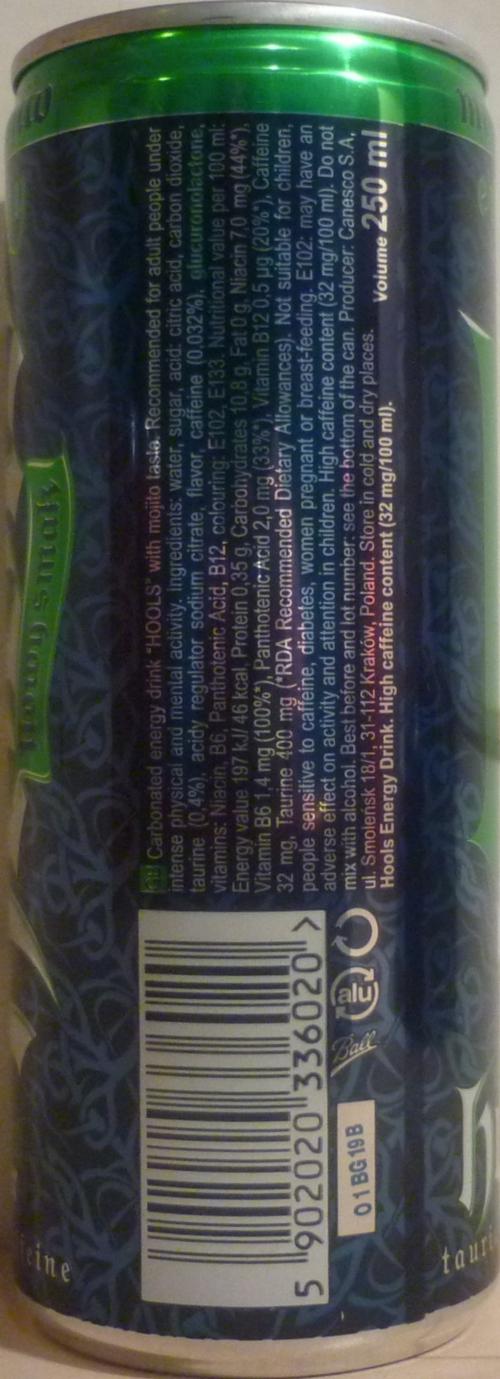 Nowy smak
Carbonated energy drink "HOOLS" with mojito taste. Recommended for adult people under
intense physical and mental activity. Ingredients: water, sugar, acid: citric acid, carbon dioxide,
taurine (0,4%), acidy regulator sodium citrate, flavor, caffeine (0,032%), glucuronolactone,
vitamins: Niacin, B6, Panthotenic Acid, B12, colouring: E102, E133. Nutritional value per 100 ml:
Energy value 197 kJ/ 46 kcal, Protein 0,35 g, Carbohydrates 10,8 g, Fat 0 g, Niacin 7,0 mg (44%*),
Vitamin B6 1,4 mg (100%*), Panthotenic Acid 2,0 mg (33%*), Vitamin B12 0,5 µg (20%*), Caffeine
32 mg, Taurine 400 mg (*RDA Recommended Dietary Allowances). Not suitable for children,
people sensitive to caffeine, diabetes, women pregnant or breast-feeding. E102: may have an
adverse effect on activity and attention in children. High caffeine content (32 mg/100 ml). Do not
mix with alcohol. Best before and lot number: see the bottom of the can. Producer: Canesco S.A,
ul. Smoleńsk 18/1, 31-112 Kraków, Poland. Store in cold and dry places.
Hools Energy Drink. High caffeine content (32 mg/100 ml).
Volume 250 ml
5 902020 336020 >
Ball
alu
01BG19B
eine
taur
h